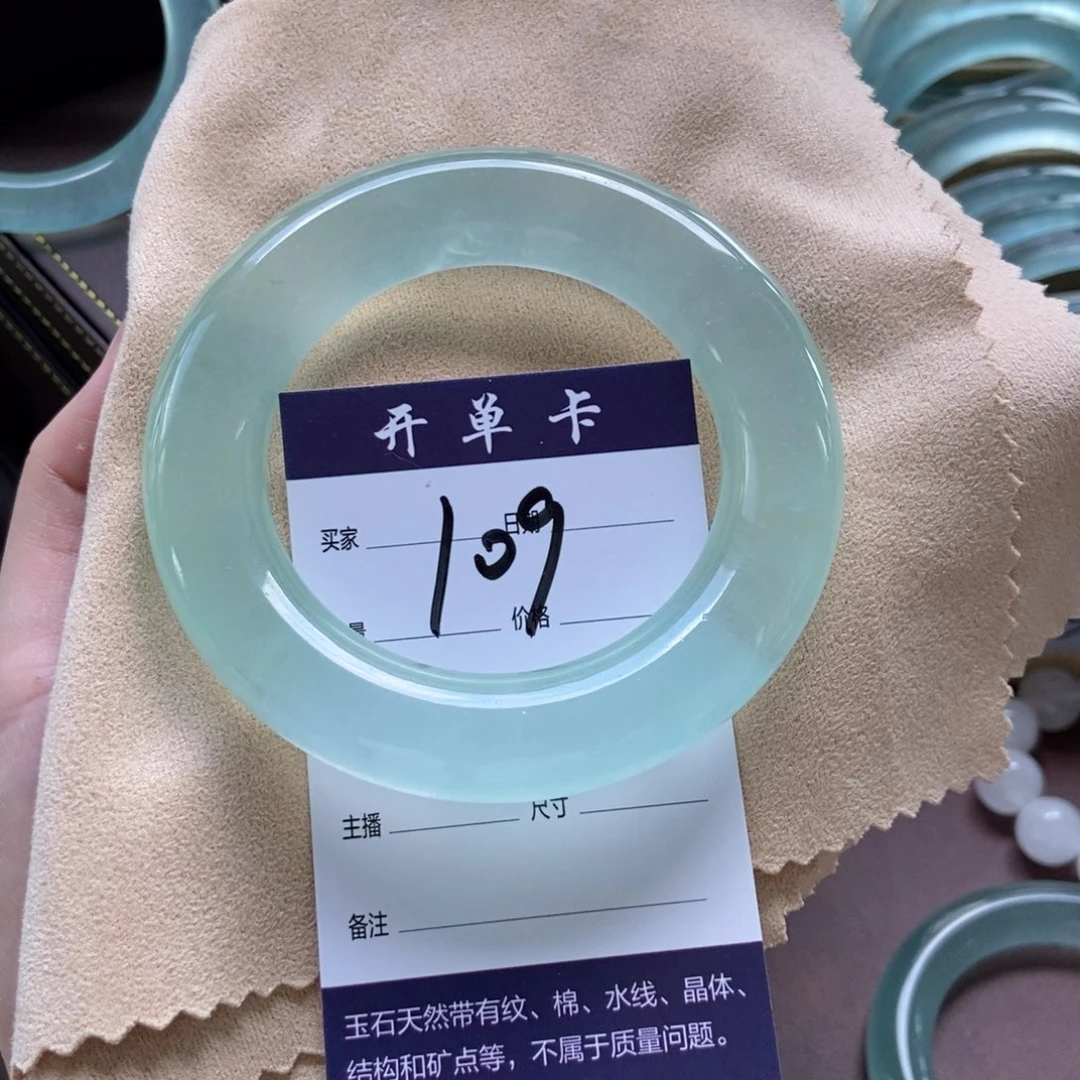 开单卡
买家 日期
109
价格
主播 尺寸
备注
玉石天然带有纹、棉、水线、晶体、
结构和矿点等，不属于质量问题。